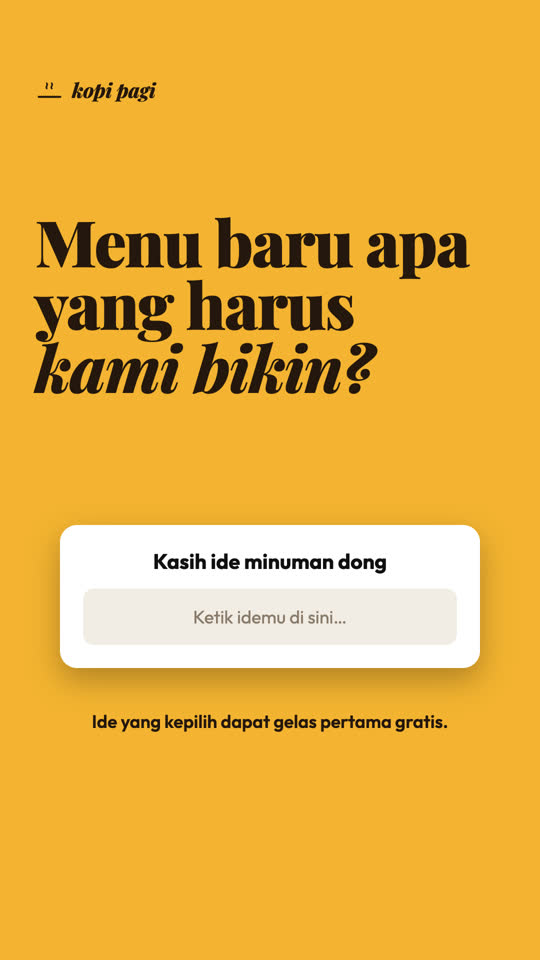 kopi pagi
Menu baru apa
yang harus
kami bikin?
Kasih ide minuman dong
Ketik idemu di sini...
Ide yang kepilih dapat gelas pertama gratis.